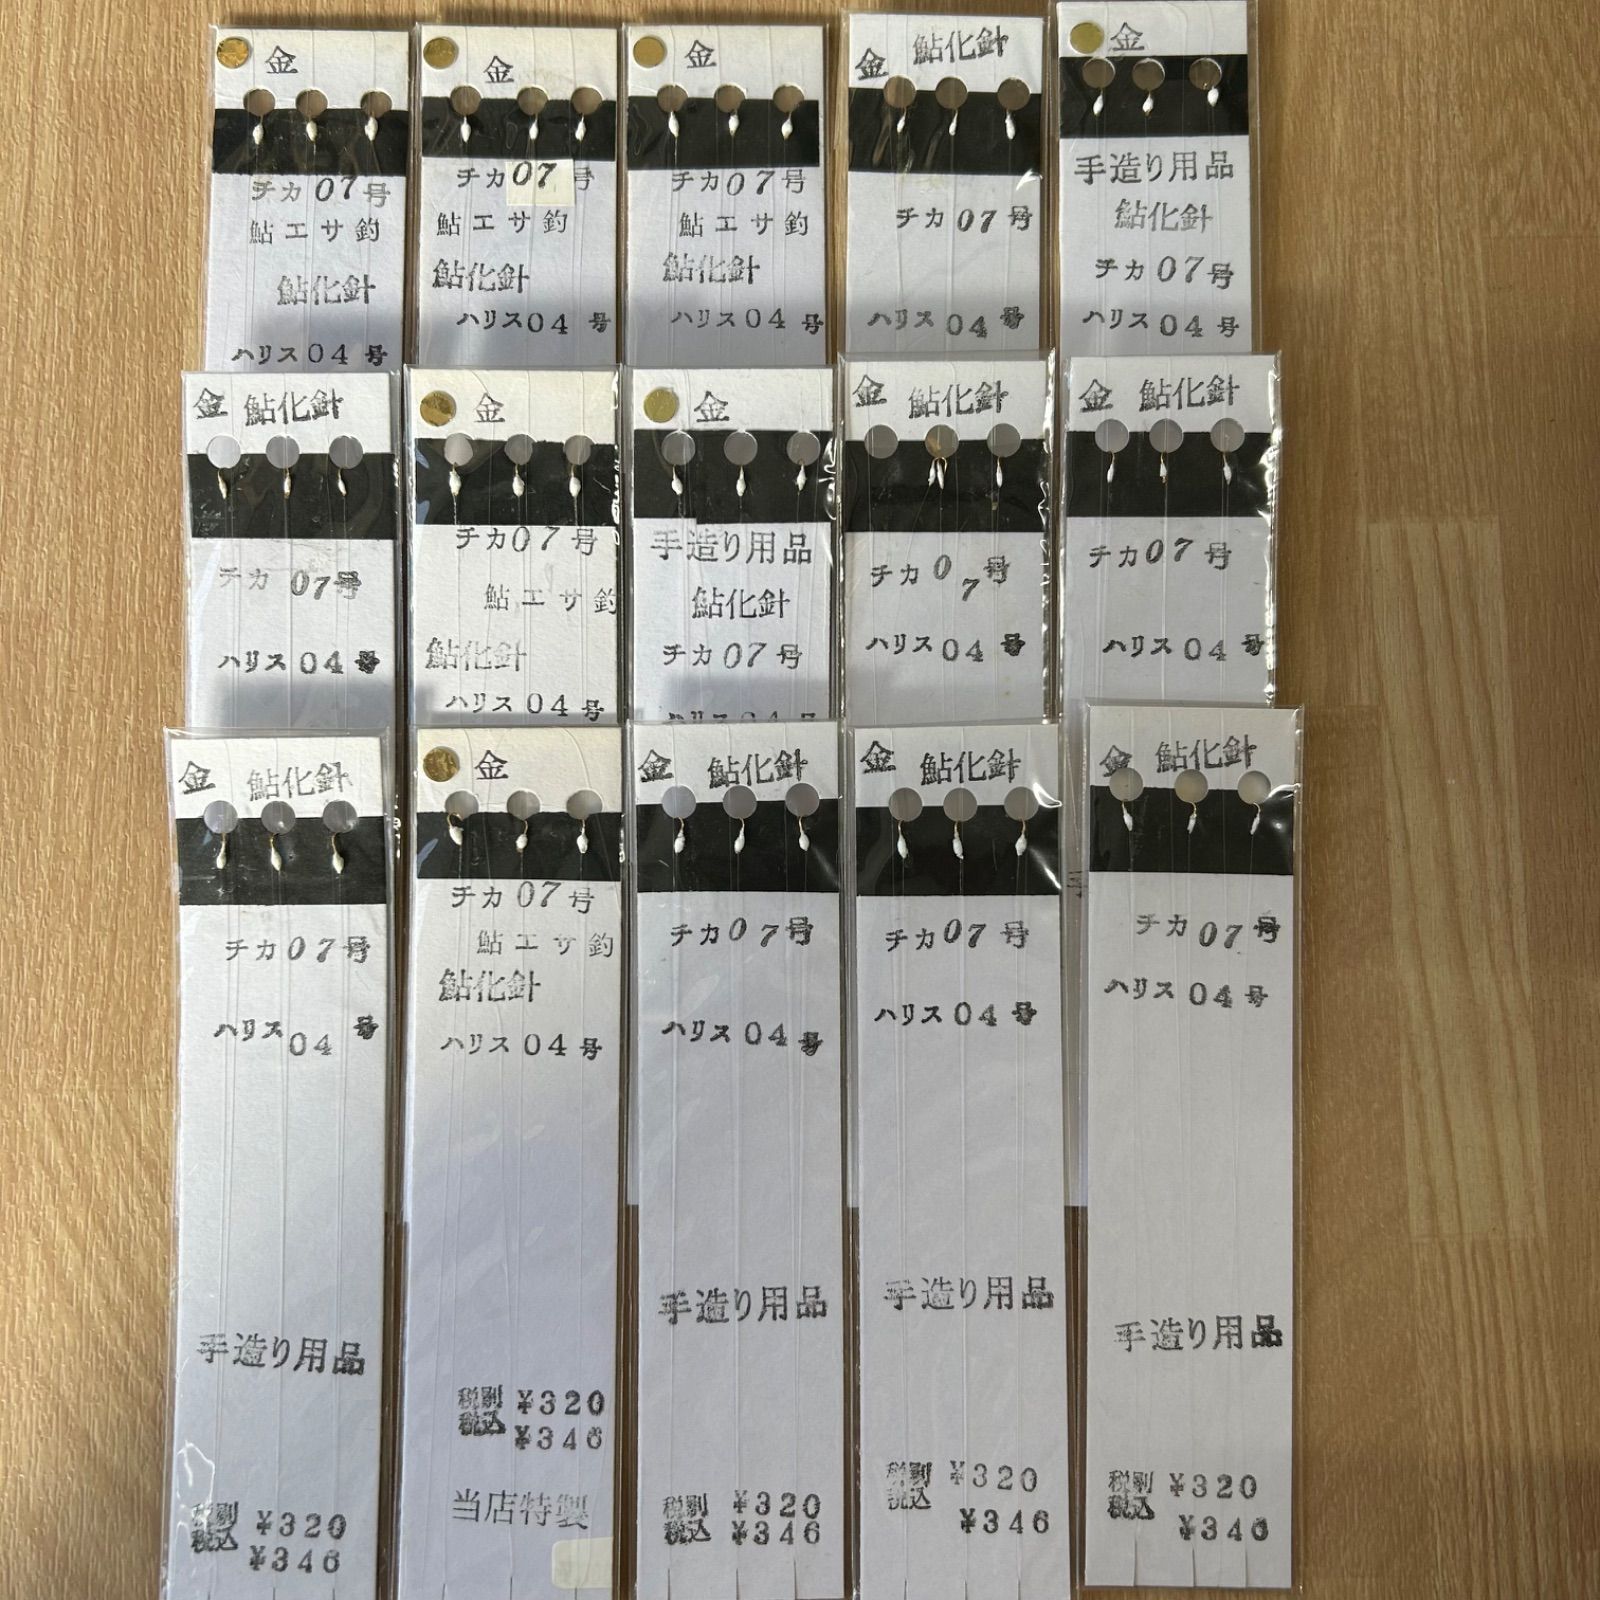 金
チカ07号
鮎エサ釣
鮎化針
ハリス04号
金
チカ07号
鮎エサ釣
鮎化針
ハリス04号
金
チカ07号
鮎エサ釣
鮎化針
ハリス04号
金 鮎化針
チカ07号
ハリス04号
金
手造り用品
鮎化針
チカ07号
ハリス04号
金 鮎化針
チカ07号
ハリス04号
金
チカ07号
鮎エサ釣
鮎化針
ハリス04号
金
手造り用品
鮎化針
チカ07号
金 鮎化針
チカ07号
ハリス04号
金 鮎化針
チカ07号
ハリス04号
金 鮎化針
チカ07号
ハリス04号
手造り用品
税別 ¥320
税込 ¥346
金
チカ07号
鮎エサ釣
鮎化針
ハリス04号
税別 ¥320
税込 ¥346
当店特製
金 鮎化針
チカ07号
ハリス04号
手造り用品
税別 ¥320
税込 ¥346
金 鮎化針
チカ07号
ハリス04号
手造り用品
税別 ¥320
税込 ¥346
金 鮎化針
チカ07号
ハリス04号
手造り用品
税別 ¥320
税込 ¥346